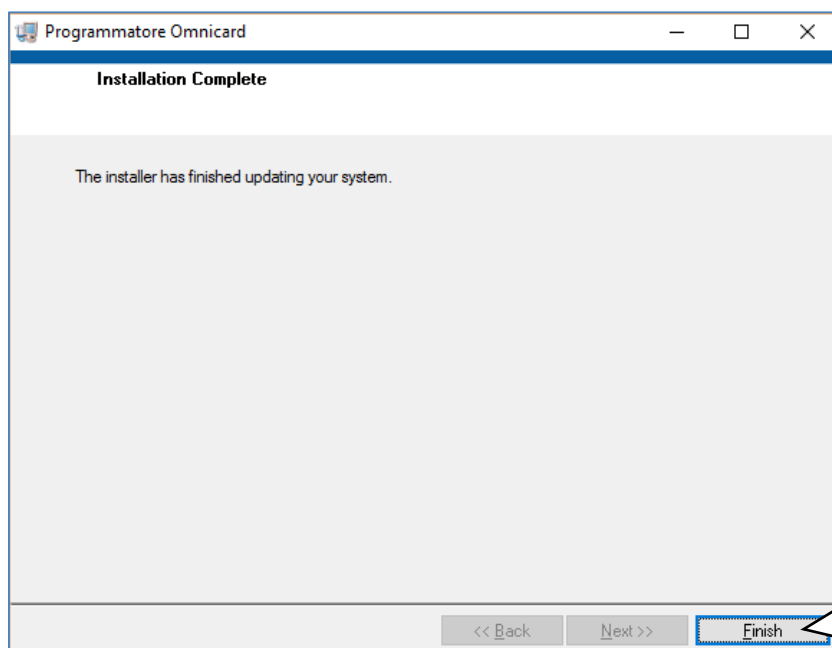 Programmatore Omnicard
Installation Complete
The installer has finished updating your system.
<< Back Next >> Finish